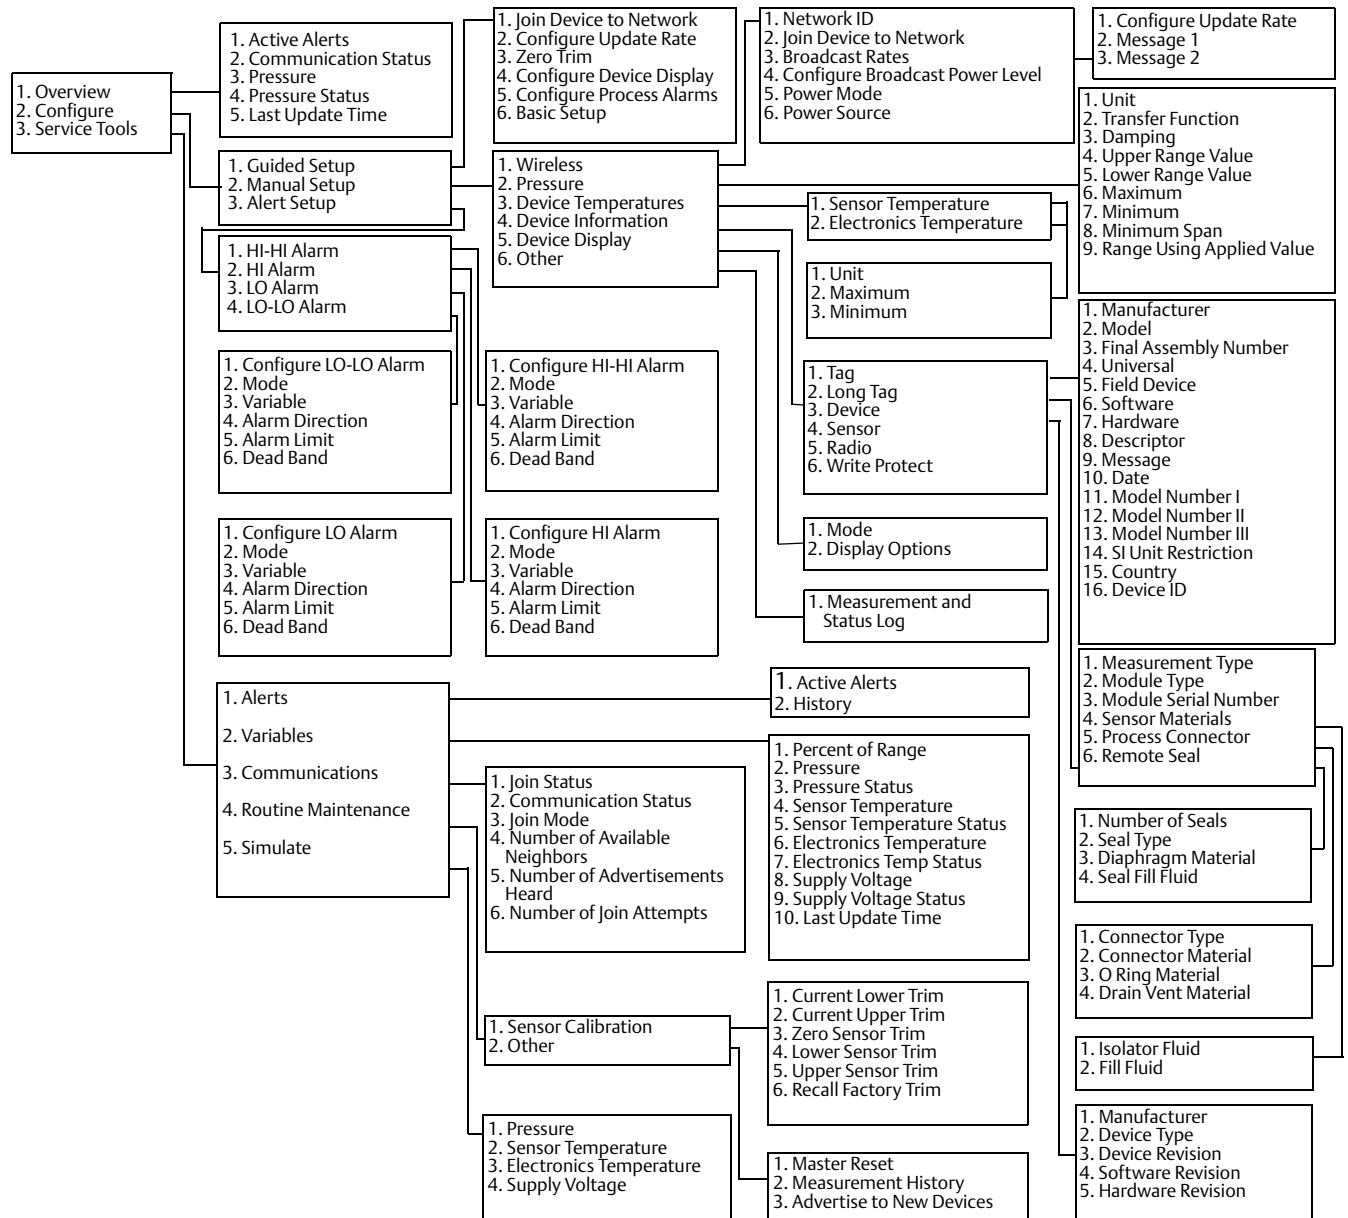 1. Overview
2. Configure
3. Service Tools
1. Active Alerts
2. Communication Status
3. Pressure
4. Pressure Status
5. Last Update Time
1. Guided Setup
2. Manual Setup
3. Alert Setup
1. HI-HI Alarm
2. HI Alarm
3. LO Alarm
4. LO-LO Alarm
1. Configure LO-LO Alarm
2. Mode
3. Variable
4. Alarm Direction
5. Alarm Limit
6. Dead Band
1. Configure LO Alarm
2. Mode
3. Variable
4. Alarm Direction
5. Alarm Limit
6. Dead Band
1. Alerts
2. Variables
3. Communications
4. Routine Maintenance
5. Simulate
1. Join Device to Network
2. Configure Update Rate
3. Zero Trim
4. Configure Device Display
5. Configure Process Alarms
6. Basic Setup
1. Wireless
2. Pressure
3. Device Temperatures
4. Device Information
5. Device Display
6. Other
1. Configure HI-HI Alarm
2. Mode
3. Variable
4. Alarm Direction
5. Alarm Limit
6. Dead Band
1. Configure HI Alarm
2. Mode
3. Variable
4. Alarm Direction
5. Alarm Limit
6. Dead Band
1. Join Status
2. Communication Status
3. Join Mode
4. Number of Available
Neighbors
5. Number of Advertisements
Heard
6. Number of Join Attempts
1. Sensor Calibration
2. Other
1. Pressure
2. Sensor Temperature
3. Electronics Temperature
4. Supply Voltage
1. Network ID
2. Join Device to Network
3. Broadcast Rates
4. Configure Broadcast Power Level
5. Power Mode
6. Power Source
1. Sensor Temperature
2. Electronics Temperature
1. Unit
2. Maximum
3. Minimum
1. Tag
2. Long Tag
3. Device
4. Sensor
5. Radio
6. Write Protect
1. Mode
2. Display Options
1. Measurement and
Status Log
1. Active Alerts
2. History
1. Percent of Range
2. Pressure
3. Pressure Status
4. Sensor Temperature
5. Sensor Temperature Status
6. Electronics Temperature
7. Electronics Temp Status
8. Supply Voltage
9. Supply Voltage Status
10. Last Update Time
1. Current Lower Trim
2. Current Upper Trim
3. Zero Sensor Trim
4. Lower Sensor Trim
5. Upper Sensor Trim
6. Recall Factory Trim
1. Master Reset
2. Measurement History
3. Advertise to New Devices
1. Configure Update Rate
2. Message 1
3. Message 2
1. Unit
2. Transfer Function
3. Damping
4. Upper Range Value
5. Lower Range Value
6. Maximum
7. Minimum
8. Minimum Span
9. Range Using Applied Value
1. Manufacturer
2. Model
3. Final Assembly Number
4. Universal
5. Field Device
6. Software
7. Hardware
8. Descriptor
9. Message
10. Date
11. Model Number I
12. Model Number II
13. Model Number III
14. SI Unit Restriction
15. Country
16. Device ID
1. Measurement Type
2. Module Type
3. Module Serial Number
4. Sensor Materials
5. Process Connector
6. Remote Seal
1. Number of Seals
2. Seal Type
3. Diaphragm Material
4. Seal Fill Fluid
1. Connector Type
2. Connector Material
3. O Ring Material
4. Drain Vent Material
1. Isolator Fluid
2. Fill Fluid
1. Manufacturer
2. Device Type
3. Device Revision
4. Software Revision
5. Hardware Revision